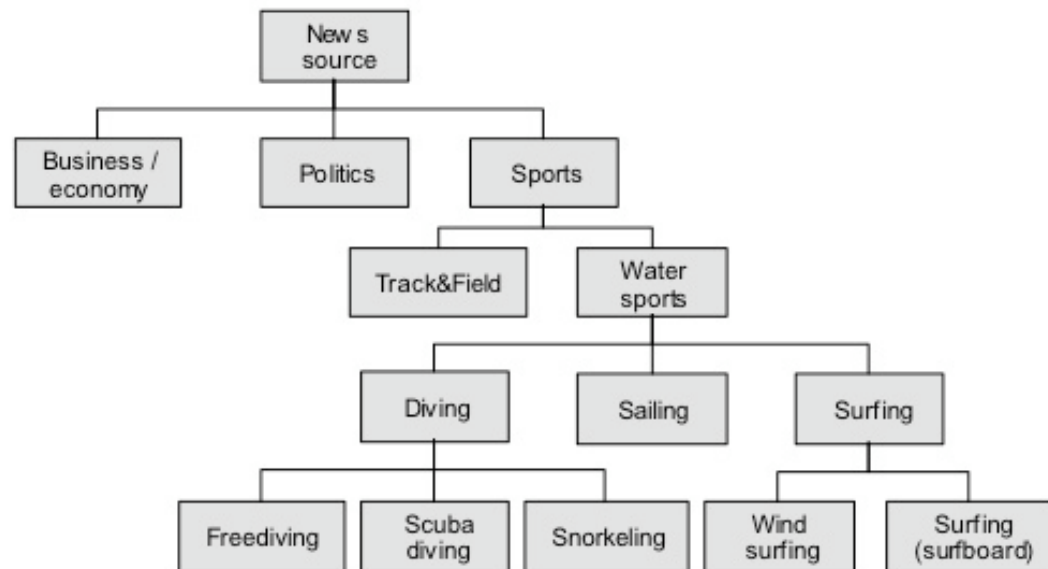 News
source
Business /
economy
Politics
Sports
Track&Field
Water
sports
Diving
Sailing
Surfing
Freediving
Scuba
diving
Snorkeling
Wind
surfing
Surfing
(surfboard)